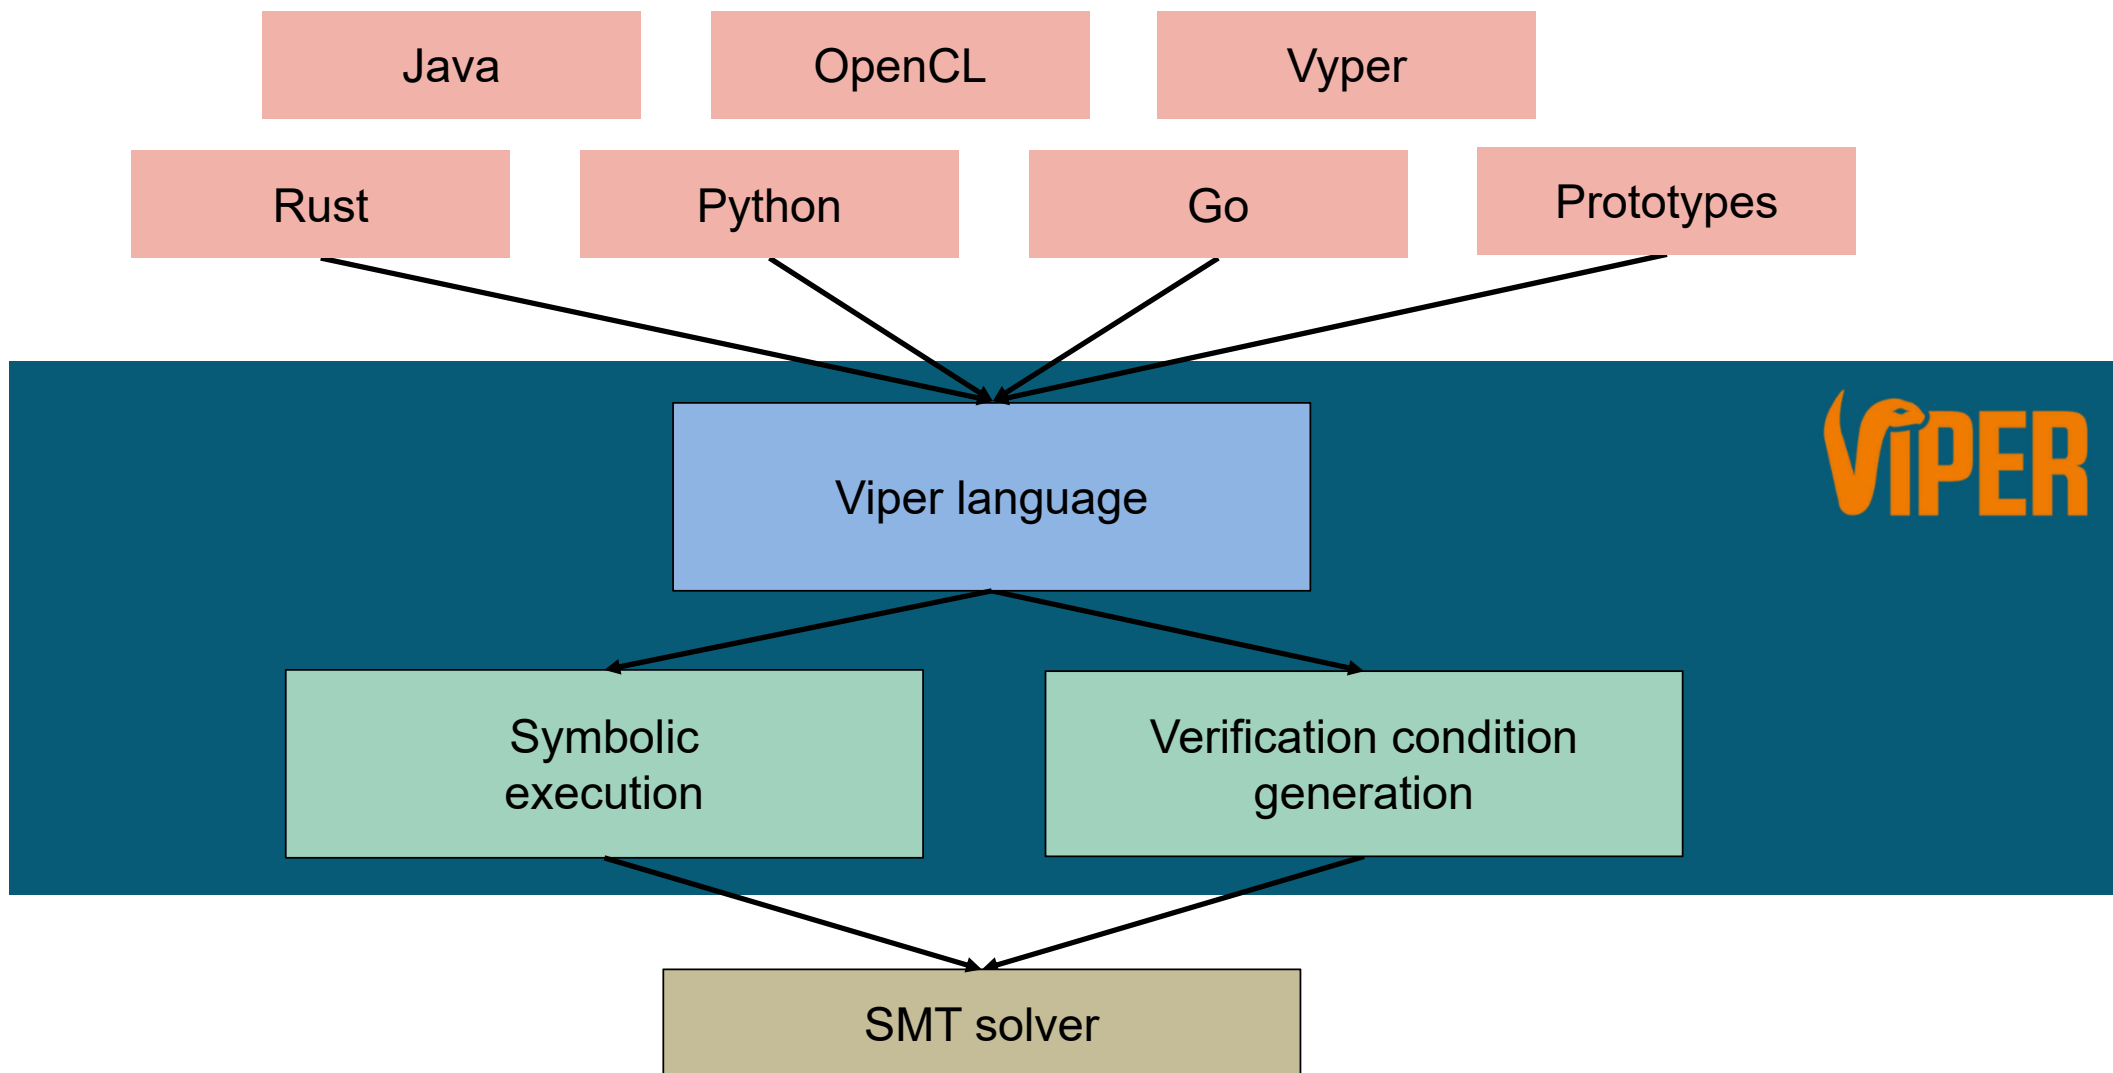 Java
OpenCL
Vyper
Rust
Python
Go
Prototypes
VIPER
Viper language
Symbolic
execution
Verification condition
generation
SMT solver